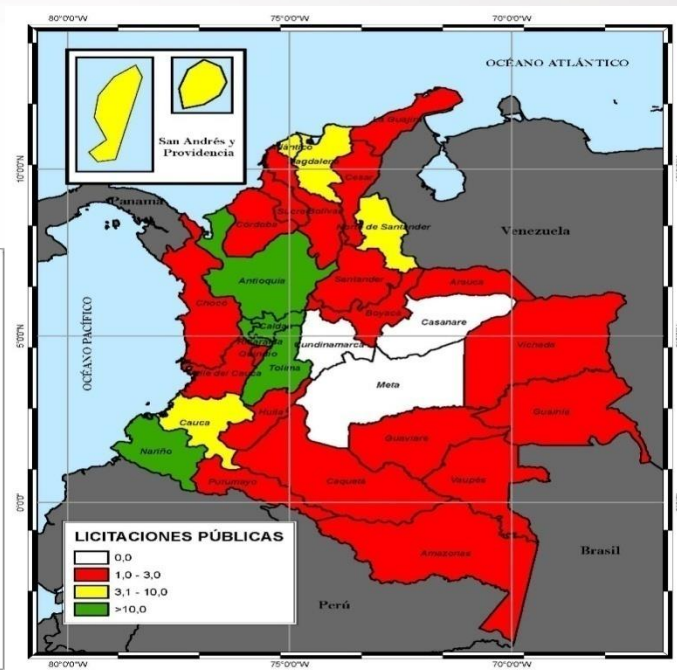 80°0'0"W 75°0'0"W 70°0'0"W
OCÉANO ATLÁNTICO
San Andrés y
Providencia
10°0'0"N
La Guajira
Magdalena
Cesar
Panamá
Sucre
Bolívar
Córdoba
Norte de Santander
Venezuela
Antioquia
Santander
Arauca
Chocó
Boyacá
Casanare
OCÉANO PACÍFICO
5°0'0"N
Caldas
Risaralda
Cundinamarca
Quindío
Vichada
Valle del Cauca
Tolima
Meta
Guainía
Cauca
Huila
Guaviare
Nariño
Vaupés
Putumayo
Caquetá
0°0'0"
LICITACIONES PÚBLICAS
0,0
1,0 - 3,0
3,1 - 10,0
>10,0
Amazonas
Brasil
Perú
80°0'0"W 75°0'0"W 70°0'0"W